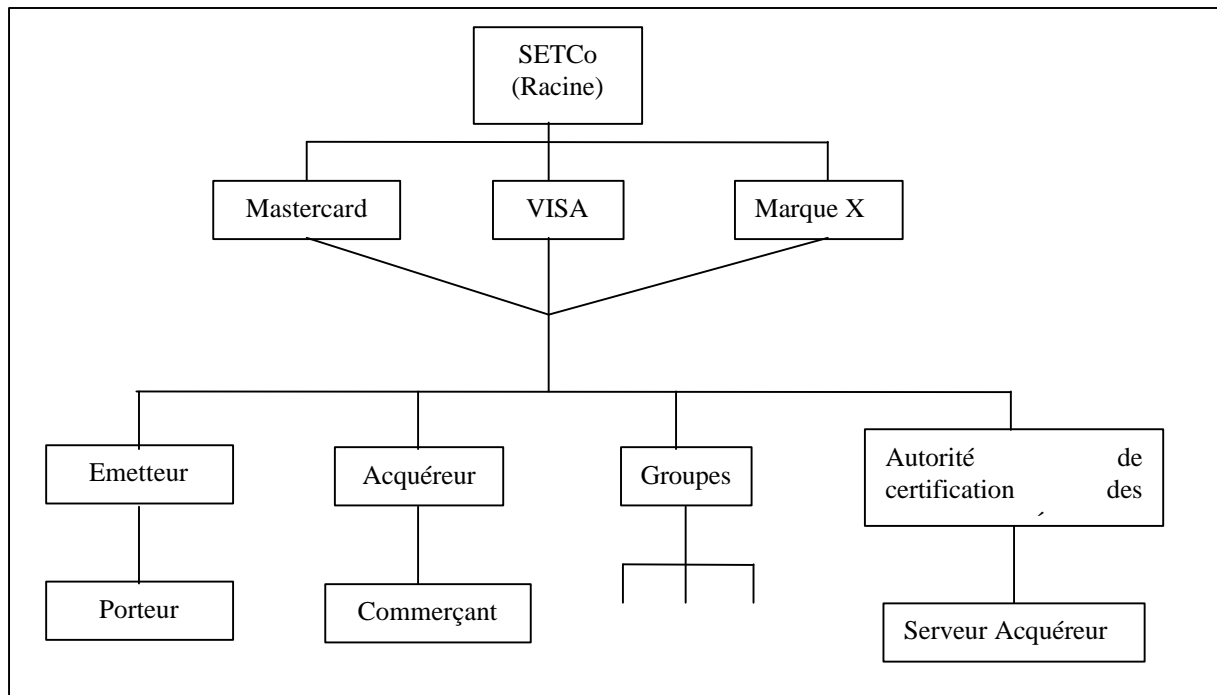 SETCo
(Racine)
Mastercard
VISA
Marque X
Emetteur
Acquéreur
Groupes
Autorité de
certification des
Porteur
Commerçant
Serveur Acquéreur